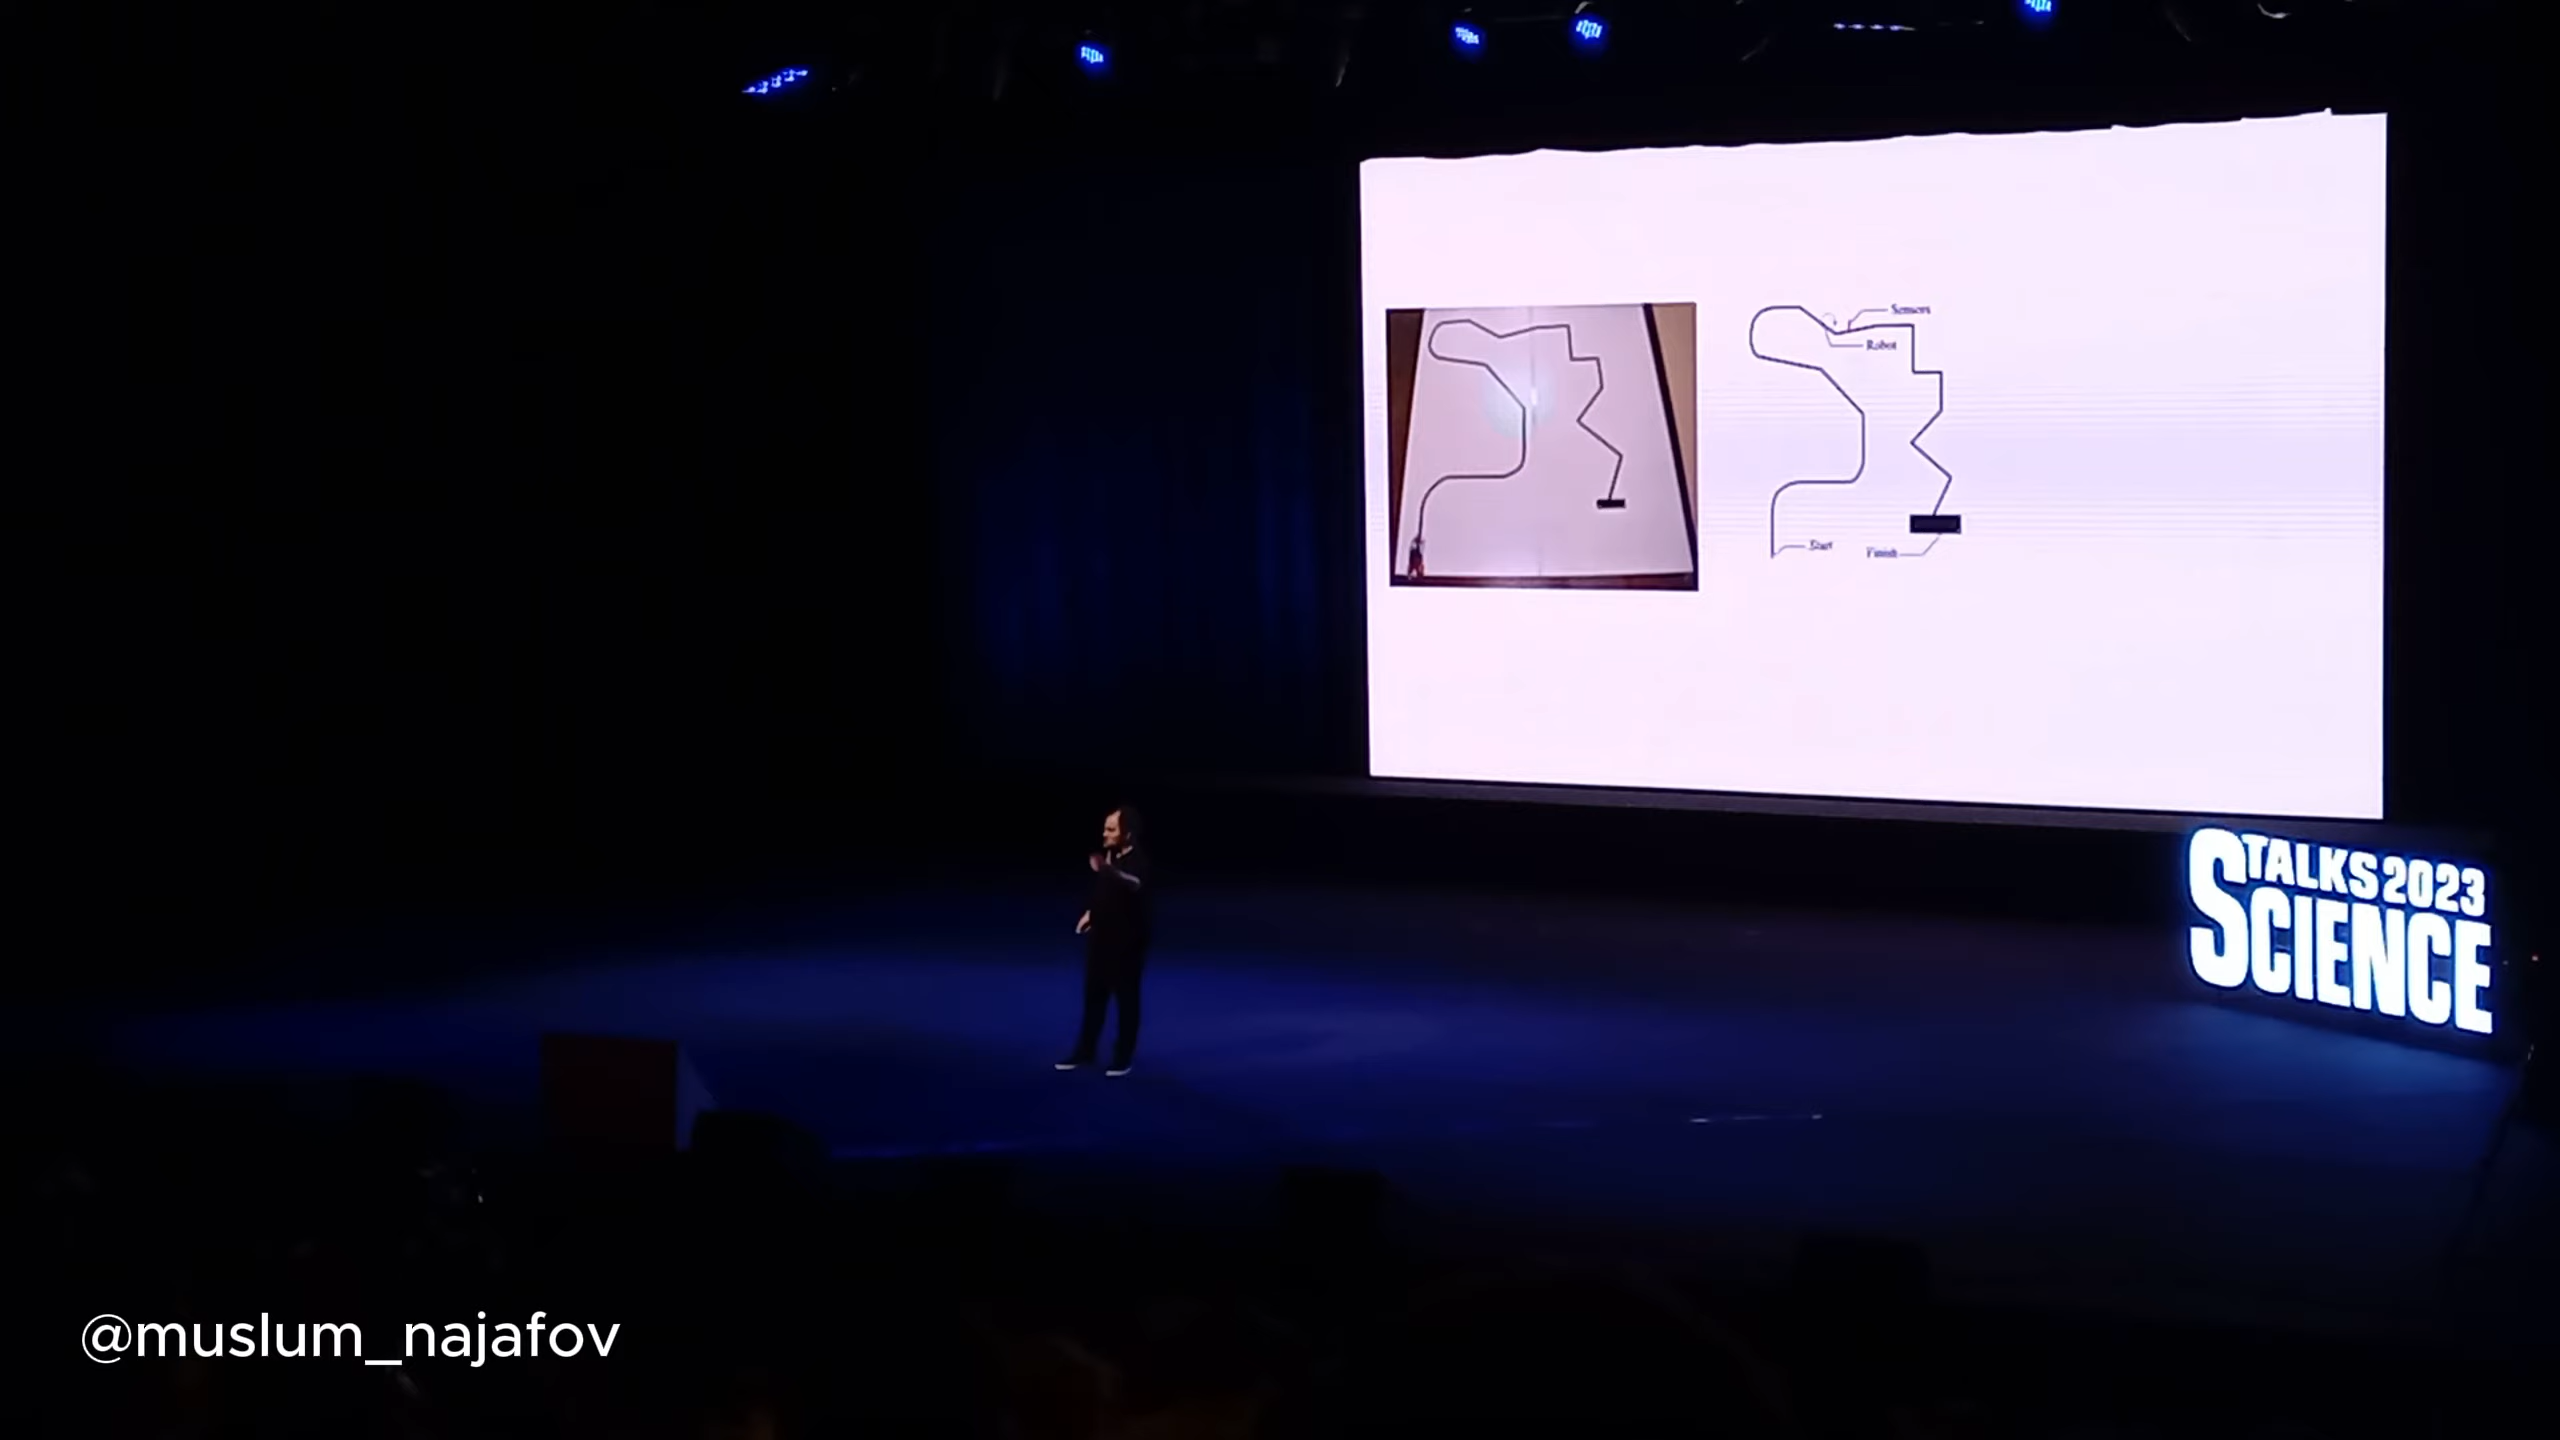 Sensors
Robot
Start
Finish
TALKS 2023
SCIENCE
@muslum_najafov